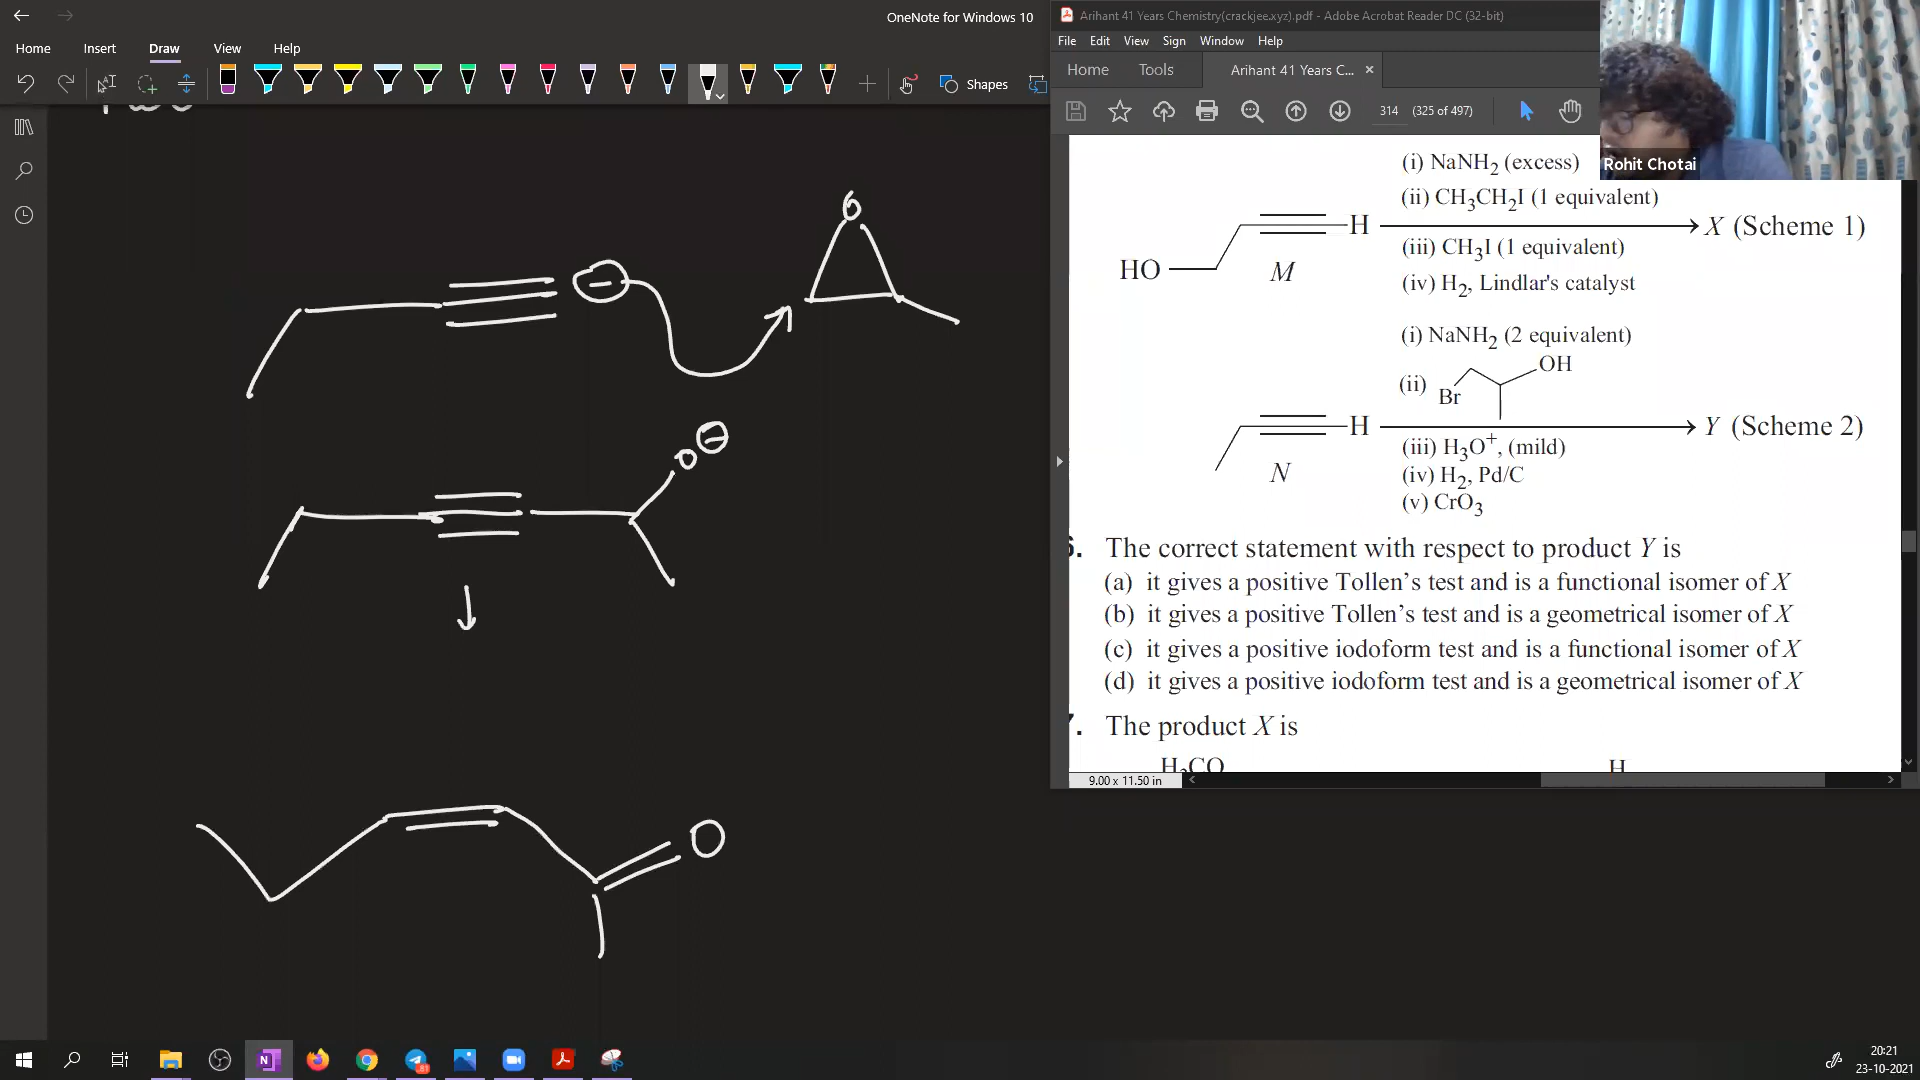 OneNote for Windows 10
Home Insert Draw View Help
Shapes
Arihant 41 Years Chemistry(crackjee.xyz).pdf - Adobe Acrobat Reader DC (32-bit)
File Edit View Sign Window Help
Home Tools Arihant 41 Years C... ×
314 (325 of 497)
Rohit Chotai
(i) NaNH2 (excess)
(ii) CH3CH2I (1 equivalent)
HO H X (Scheme 1)
M
(iii) CH3I (1 equivalent)
(iv) H2, Lindlar's catalyst
(i) NaNH2 (2 equivalent)
(ii) Br OH
H Y (Scheme 2)
N
(iii) H3O+, (mild)
(iv) H2, Pd/C
(v) CrO3
6. The correct statement with respect to product Y is
(a) it gives a positive Tollen's test and is a functional isomer of X
(b) it gives a positive Tollen's test and is a geometrical isomer of X
(c) it gives a positive iodoform test and is a functional isomer of X
(d) it gives a positive iodoform test and is a geometrical isomer of X
7. The product X is
H3CO H
9.00 x 11.50 in
O
O
O
20:21
23-10-2021